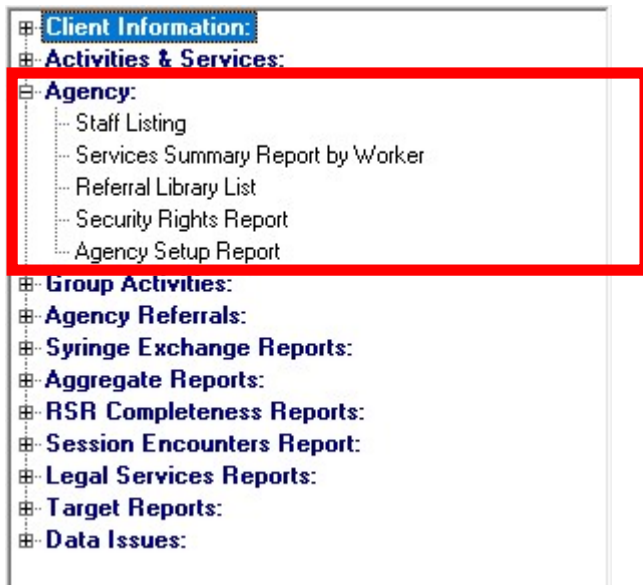 Client Information:
Activities & Services:
Agency:
Staff Listing
Services Summary Report by Worker
Referral Library List
Security Rights Report
Agency Setup Report
Group Activities:
Agency Referrals:
Syringe Exchange Reports:
Aggregate Reports:
RSR Completeness Reports:
Session Encounters Report:
Legal Services Reports:
Target Reports:
Data Issues: